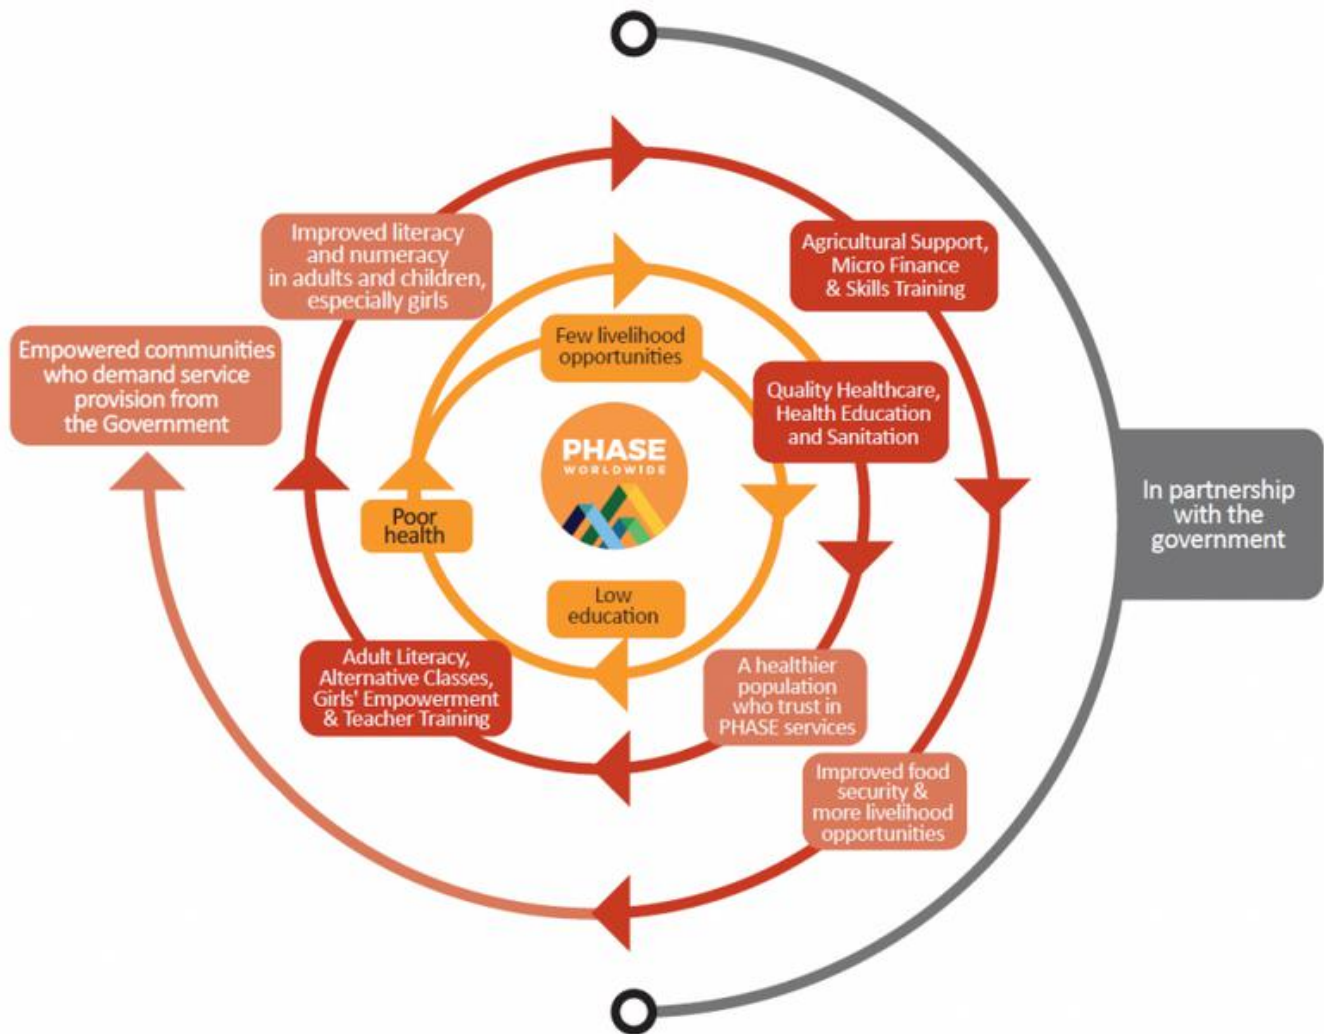 Improved literacy
and numeracy
in adults and children,
especially girls
Agricultural Support,
Micro Finance
& Skills Training
Empowered communities
who demand service
provision from
the Government
Few livelihood
opportunities
Quality Healthcare,
Health Education
and Sanitation
PHASE
WORLDWIDE
Poor
health
In partnership
with the
government
Low
education
Adult Literacy,
Alternative Classes,
Girls' Empowerment
& Teacher Training
A healthier
population
who trust in
PHASE services
Improved food
security &
more livelihood
opportunities